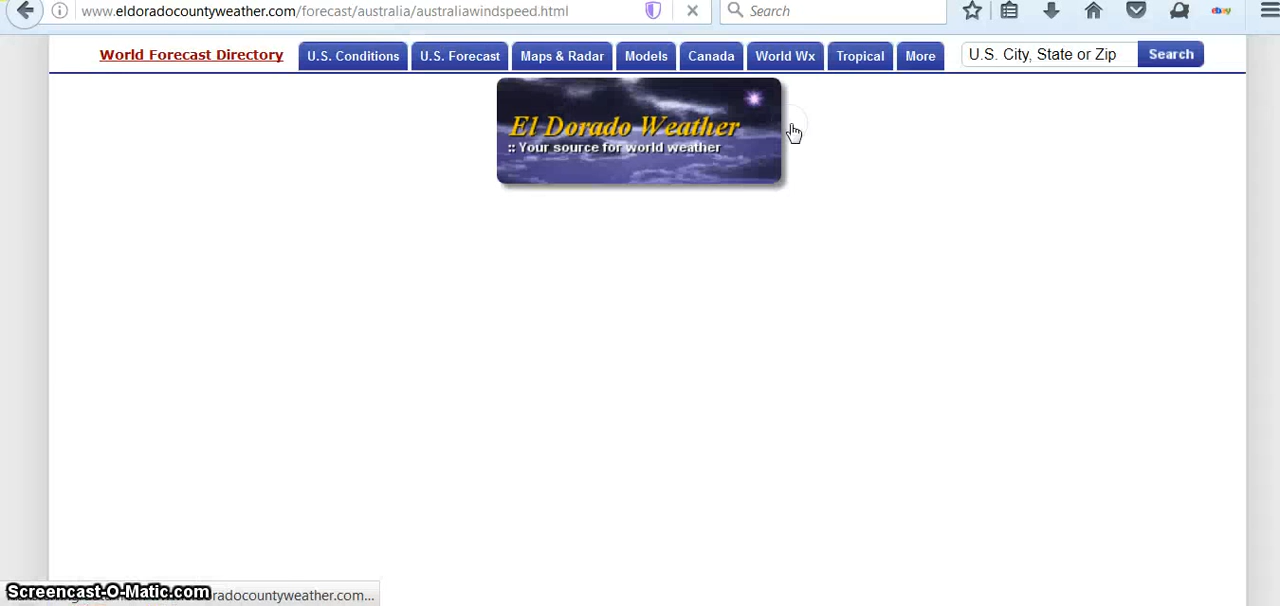 www.eldoradocountyweather.com/forecast/australia/australiawindspeed.html
Search
ebay
World Forecast Directory
U.S. Conditions
U.S. Forecast
Maps & Radar
Models
Canada
World Wx
Tropical
More
U.S. City, State or Zip
Search
El Dorado Weather
:: Your source for world weather
Screencast-O-Matic.com
radocountyweather.com...